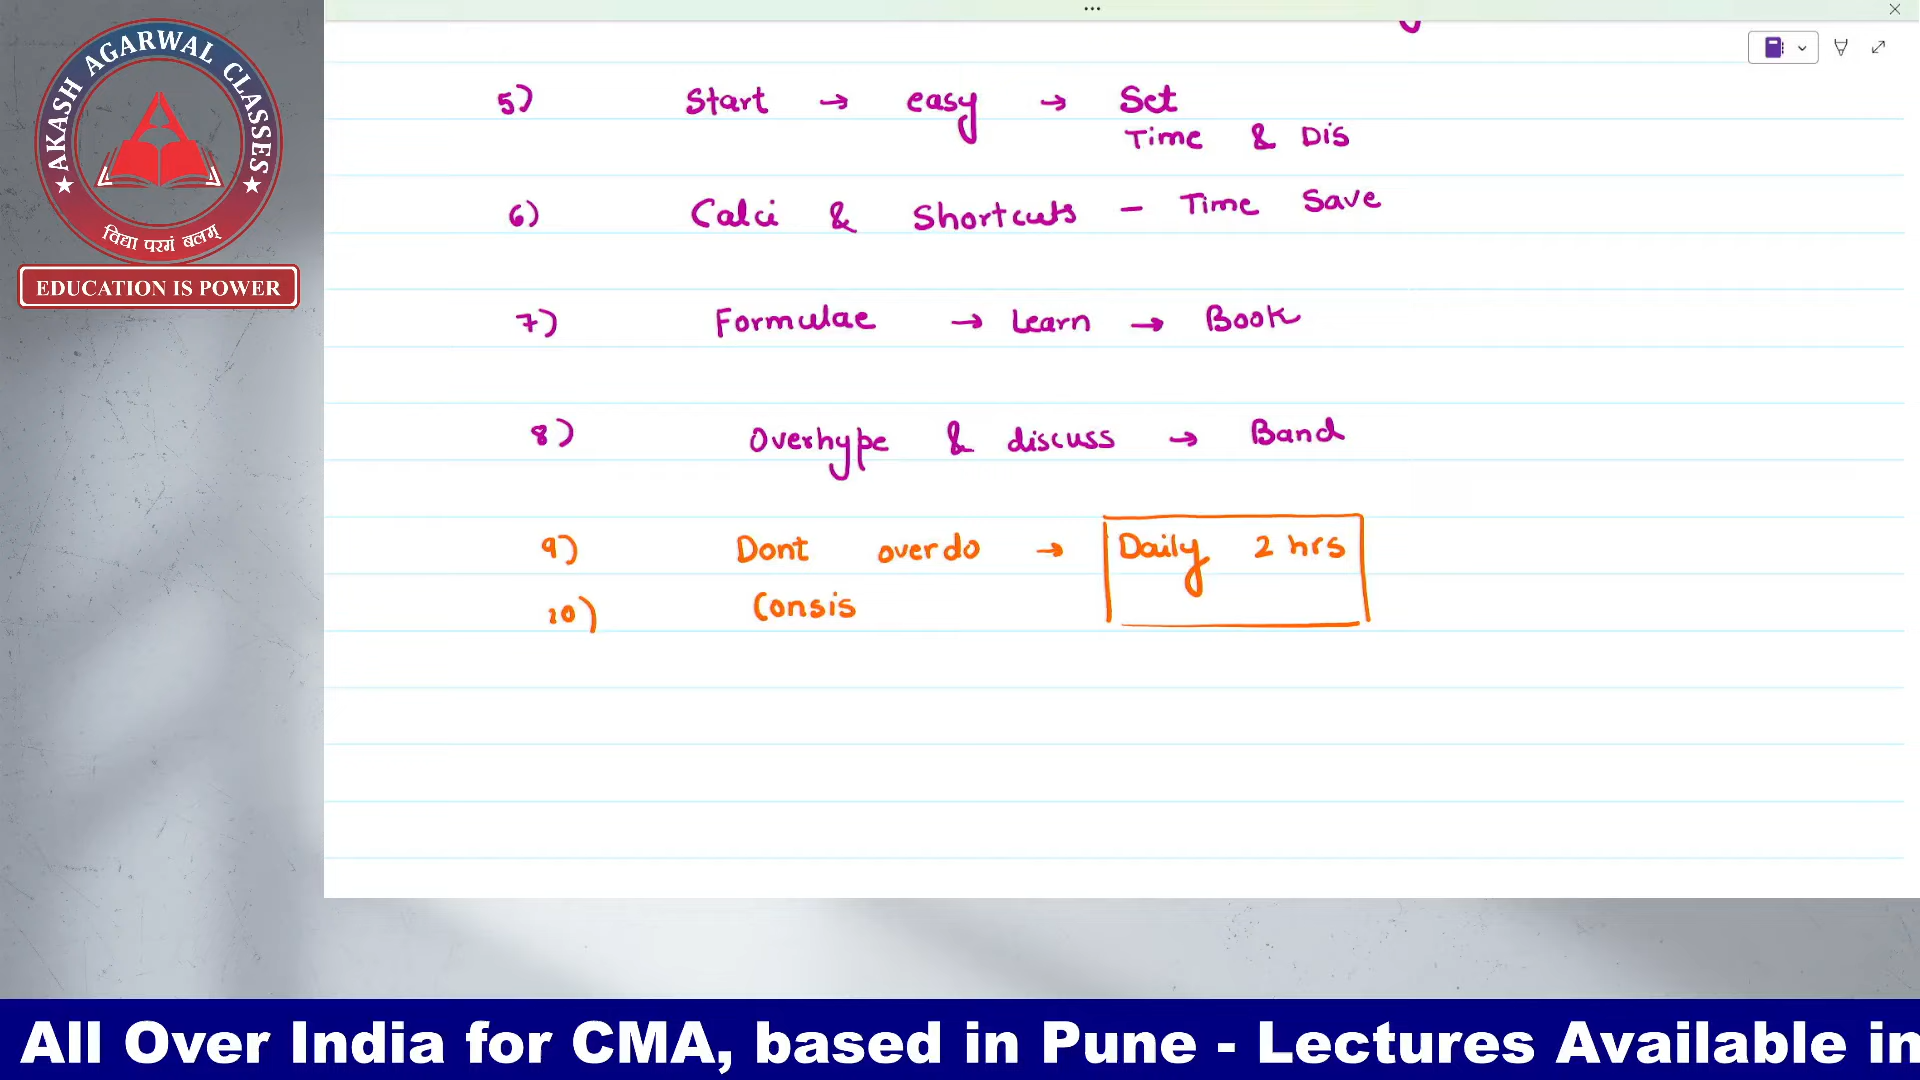 AKASH AGARWAL CLASSES
विद्या परमं बलम्
EDUCATION IS POWER
5) Start → easy → Set
Time & Dis
6) Calci & Shortcuts - Time Save
7) Formulae → Learn → Book
8) Overhype & discuss → Band
9) Dont overdo → Daily 2 hrs
10) Consis
All Over India for CMA, based in Pune - Lectures Available in